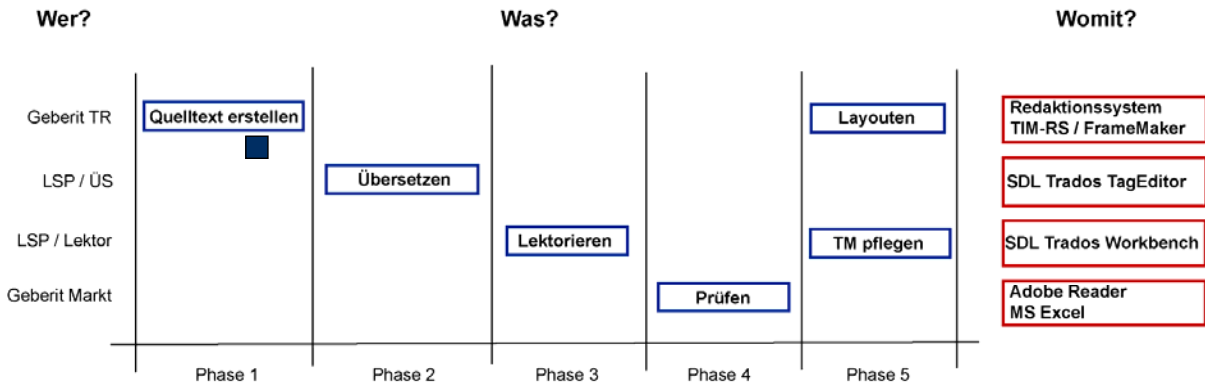 Wer?
Was?
Womit?
Geberit TR
Quelltext erstellen
Layouten
Redaktionssystem
TIM-RS / FrameMaker
LSP / ÜS
Übersetzen
SDL Trados TagEditor
LSP / Lektor
Lektorieren
TM pflegen
SDL Trados Workbench
Geberit Markt
Prüfen
Adobe Reader
MS Excel
Phase 1
Phase 2
Phase 3
Phase 4
Phase 5